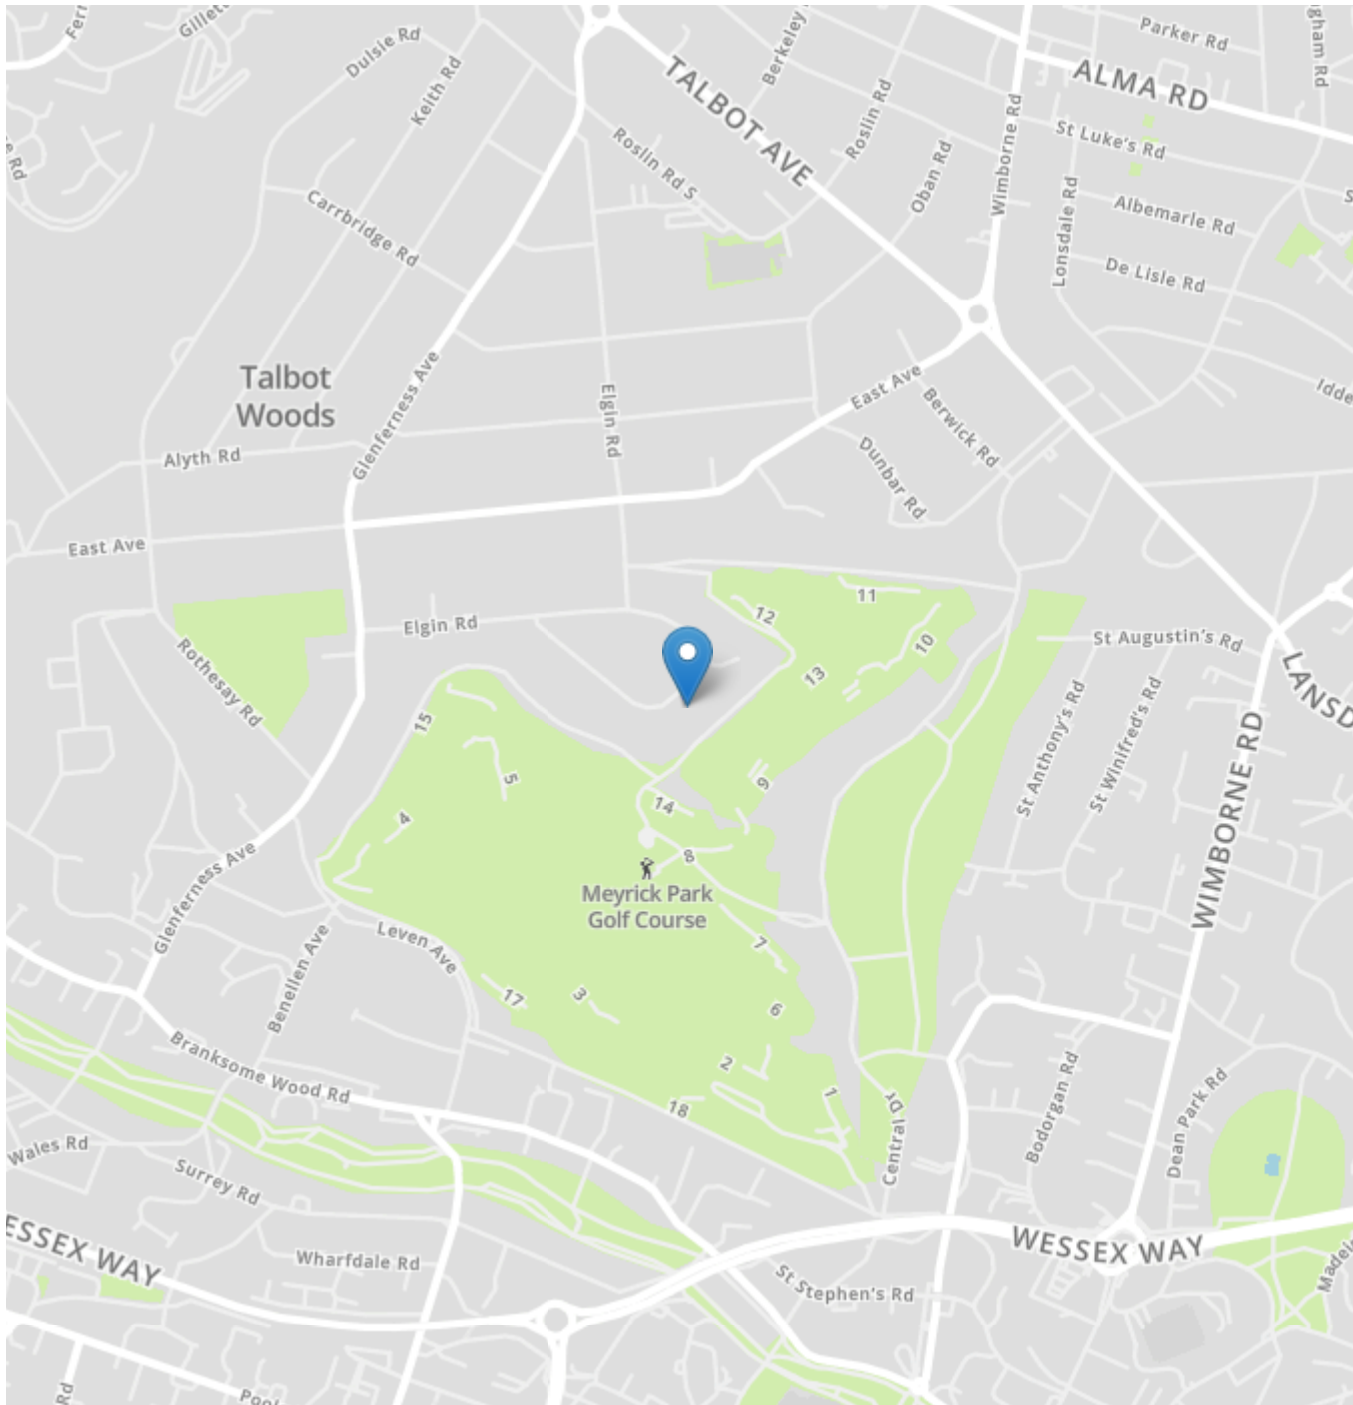 Gillet
Dulsie Rd
Keith Rd
TALBOT AVE
Berkeley
Roslin Rd
Roslin Rd S
Oban Rd
Wimborne Rd
Parker Rd
ALMA RD
gham Rd
St Luke's Rd
Lonsdale Rd
Albemarle Rd
De Lisle Rd
Carrbridge Rd
Talbot
Woods
Glenferness Ave
Elgin Rd
East Ave
Berwick Rd
Dunbar Rd
Idde
Alyth Rd
East Ave
Rothesay Rd
Elgin Rd
12
11
10
13
St Augustin's Rd
St Anthony's Rd
St Winifred's Rd
LANSD
WIMBORNE RD
15
5
4
14
9
8
Meyrick Park
Golf Course
7
Glenferness Ave
Benellen Ave
Leven Ave
17
3
6
2
1
18
Central Dr
Branksome Wood Rd
Bodorgan Rd
Dean Park Rd
Wales Rd
Surrey Rd
Wharfdale Rd
ESSEX WAY
WESSEX WAY
St Stephen's Rd
Madei
Rd